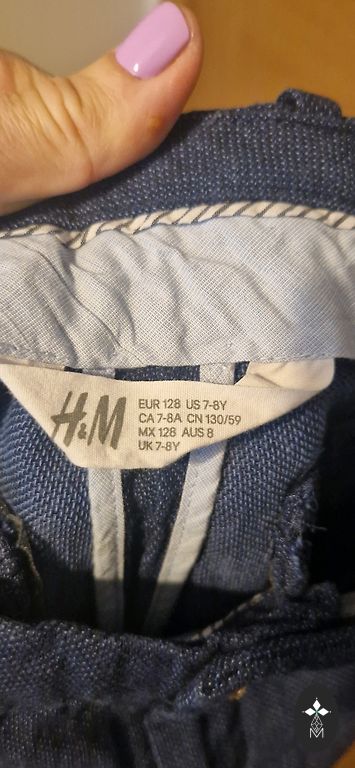 H&M
EUR 128 US 7-8Y
CA 7-8A CN 130/59
MX 128 AUS 8
UK 7-8Y
M